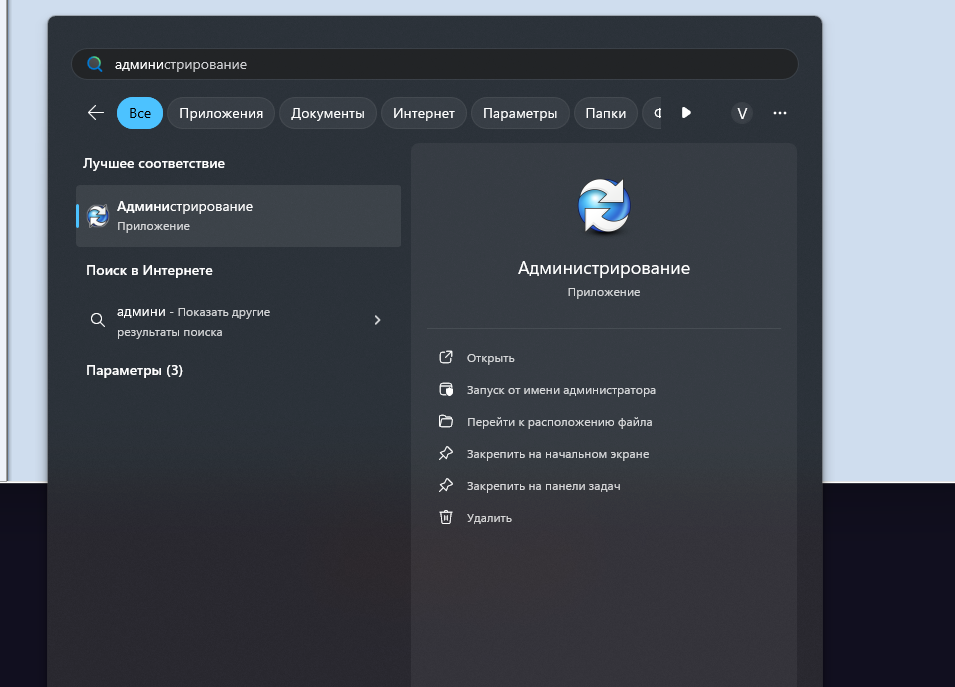 администрирование
Все
Приложения
Документы
Интернет
Параметры
Папки
V
Лучшее соответствие
Администрирование
Приложение
Поиск в Интернете
админи - Показать другие
результаты поиска
Параметры (3)
Администрирование
Приложение
Открыть
Запуск от имени администратора
Перейти к расположению файла
Закрепить на начальном экране
Закрепить на панели задач
Удалить